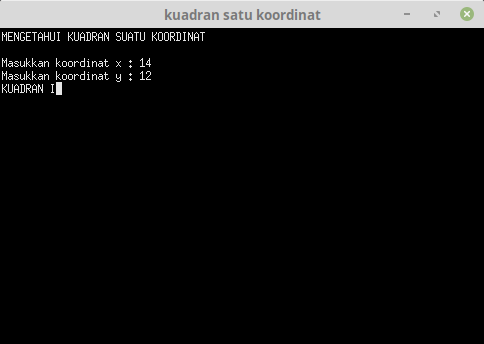 kuadran satu koordinat
MENGETAHUI KUADRAN SUATU KOORDINAT
Masukkan koordinat x : 14
Masukkan koordinat y : 12
KUADRAN I